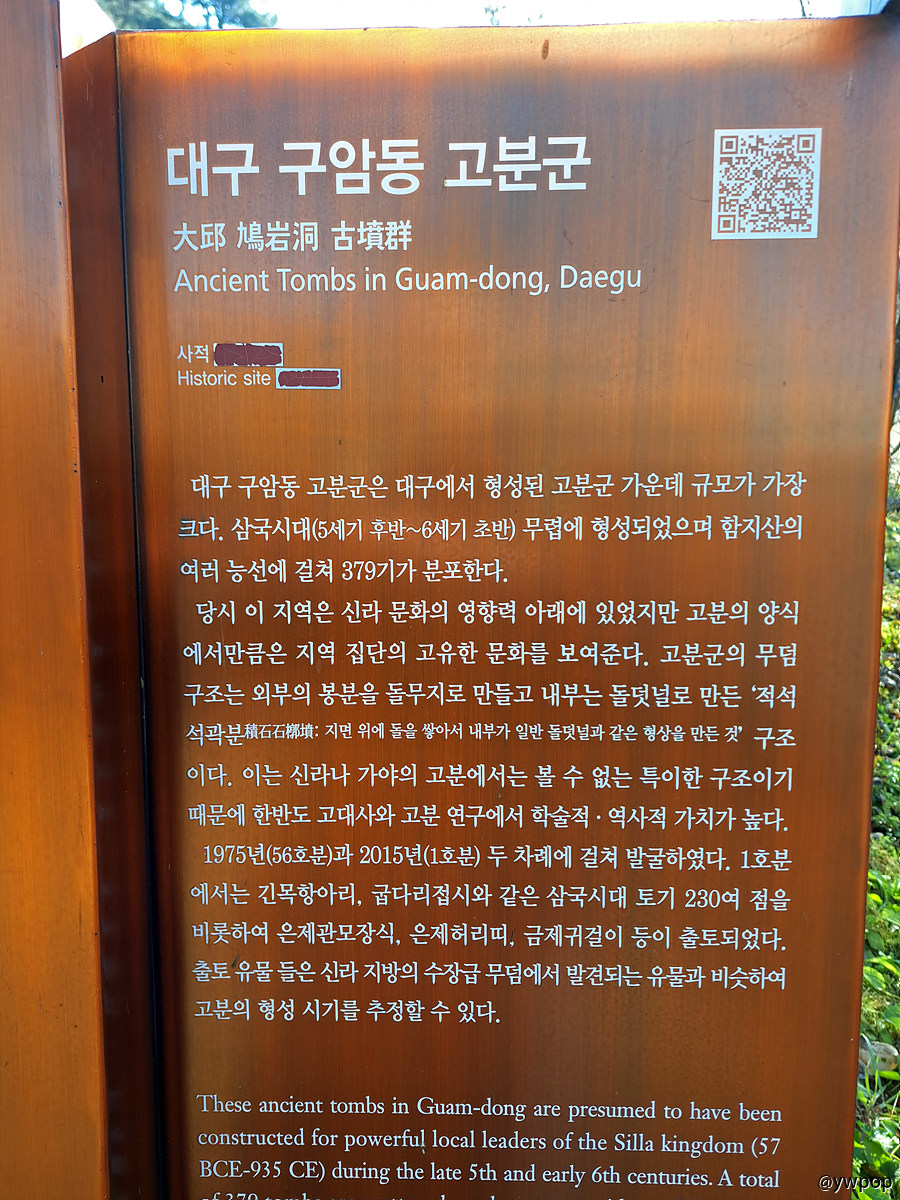 대구 구암동 고분군
大邱 鳩岩洞 古墳群
Ancient Tombs in Guam-dong, Daegu
사적
Historic site
대구 구암동 고분군은 대구에서 형성된 고분군 가운데 규모가 가장
크다. 삼국시대(5세기 후반~6세기 초반) 무렵에 형성되었으며 함지산의
여러 능선에 걸쳐 379기가 분포한다.
당시 이 지역은 신라 문화의 영향력 아래에 있었지만 고분의 양식
에서만큼은 지역 집단의 고유한 문화를 보여준다. 고분군의 무덤
구조는 외부의 봉분을 돌무지로 만들고 내부는 돌덧널로 만든 ‘적석
석곽분積石石槨墳: 지면 위에 돌을 쌓아서 내부가 일반 돌덧널과 같은 형상을 만든 것’ 구조
이다. 이는 신라나 가야의 고분에서는 볼 수 없는 특이한 구조이기
때문에 한반도 고대사와 고분 연구에서 학술적·역사적 가치가 높다.
1975년(56호분)과 2015년(1호분) 두 차례에 걸쳐 발굴하였다. 1호분
에서는 긴목항아리, 굽다리접시와 같은 삼국시대 토기 230여 점을
비롯하여 은제관모장식, 은제허리띠, 금제귀걸이 등이 출토되었다.
출토 유물 들은 신라 지방의 수장급 무덤에서 발견되는 유물과 비슷하여
고분의 형성 시기를 추정할 수 있다.
These ancient tombs in Guam-dong are presumed to have been
constructed for powerful local leaders of the Silla kingdom (57
BCE-935 CE) during the late 5th and early 6th centuries. A total
of 379 tombs
@ywpop